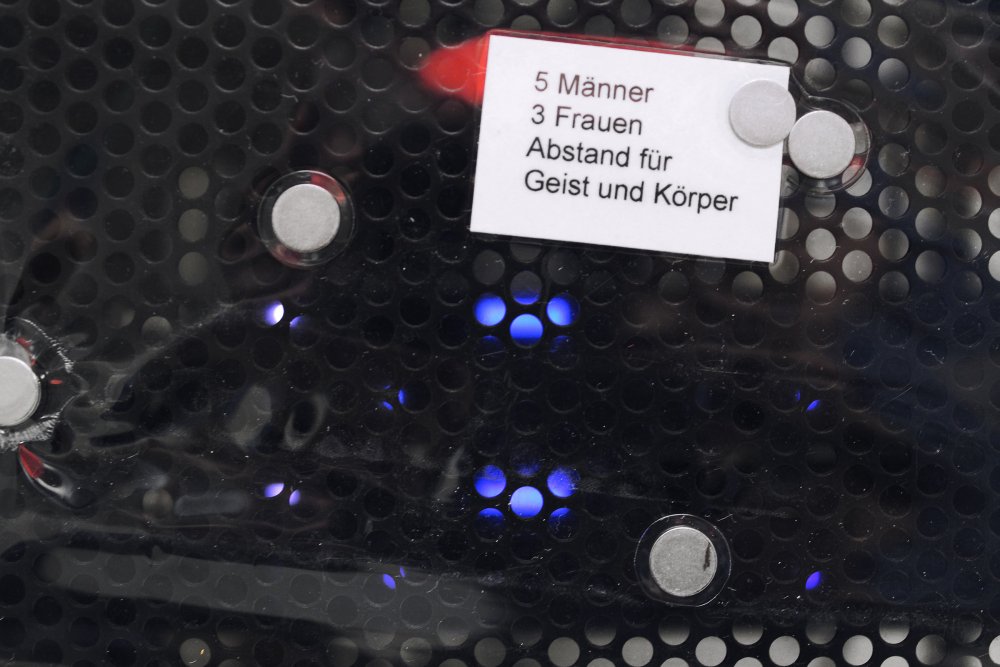 5 Männer
3 Frauen
Abstand für
Geist und Körper